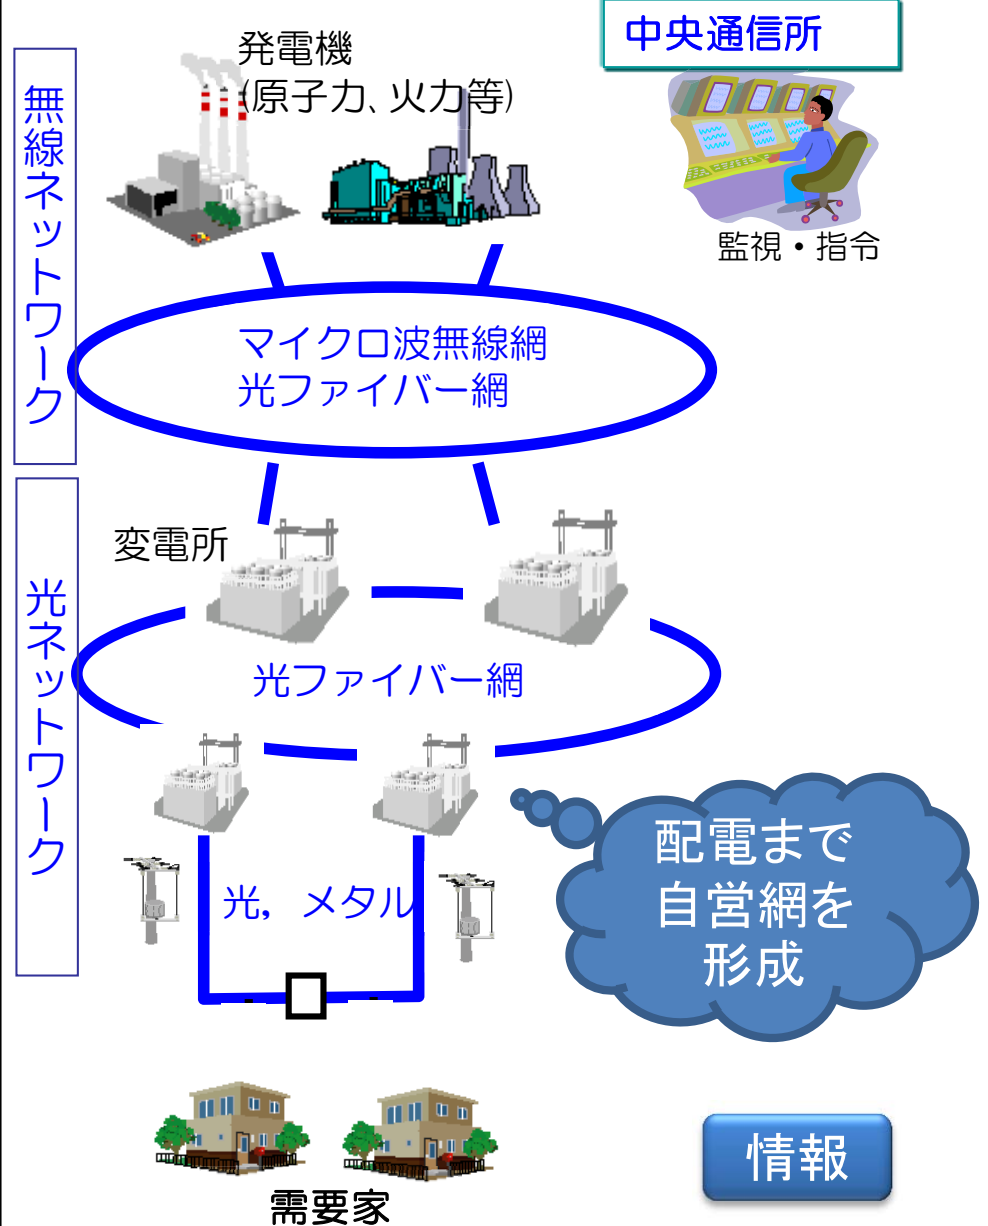 中央通信所
発電機
(原子力、火力等)
監視・指令
無線ネットワーク
マイクロ波無線網
光ファイバー網
変電所
光ネットワーク
光ファイバー網
光，メタル
配電まで
自営網を
形成
需要家
情報